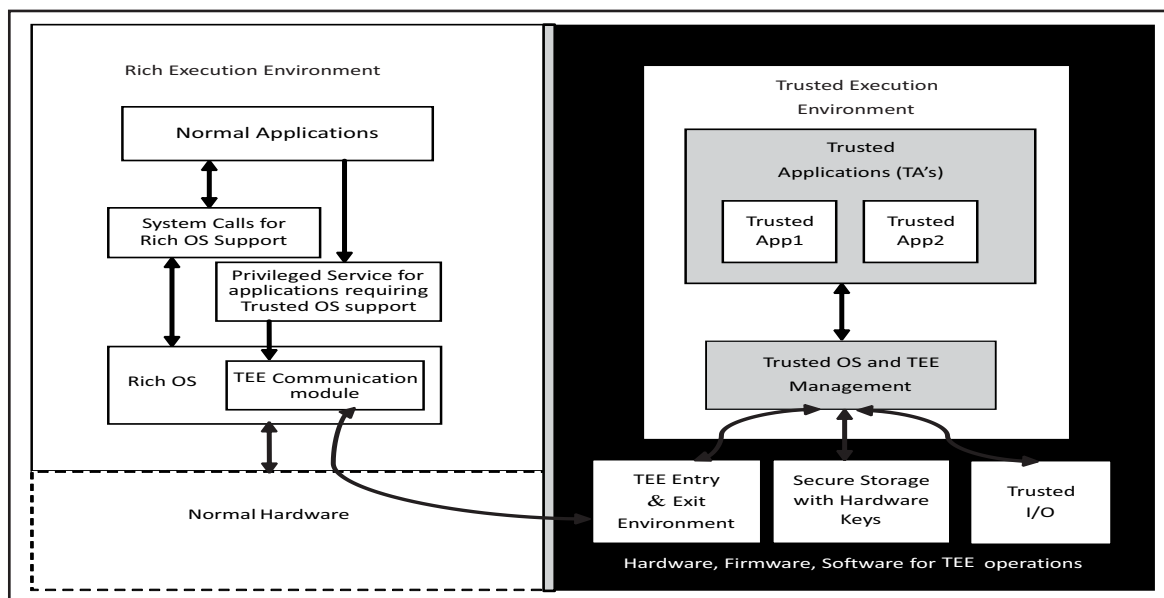 Rich Execution Environment
Normal Applications
System Calls for
Rich OS Support
Privileged Service for
applications requiring
Trusted OS support
Rich OS
TEE Communication
module
Normal Hardware
Trusted Execution
Environment
Trusted
Applications (TA's)
Trusted
App1
Trusted
App2
Trusted OS and TEE
Management
TEE Entry
& Exit
Environment
Secure Storage
with Hardware
Keys
Trusted
I/O
Hardware, Firmware, Software for TEE operations